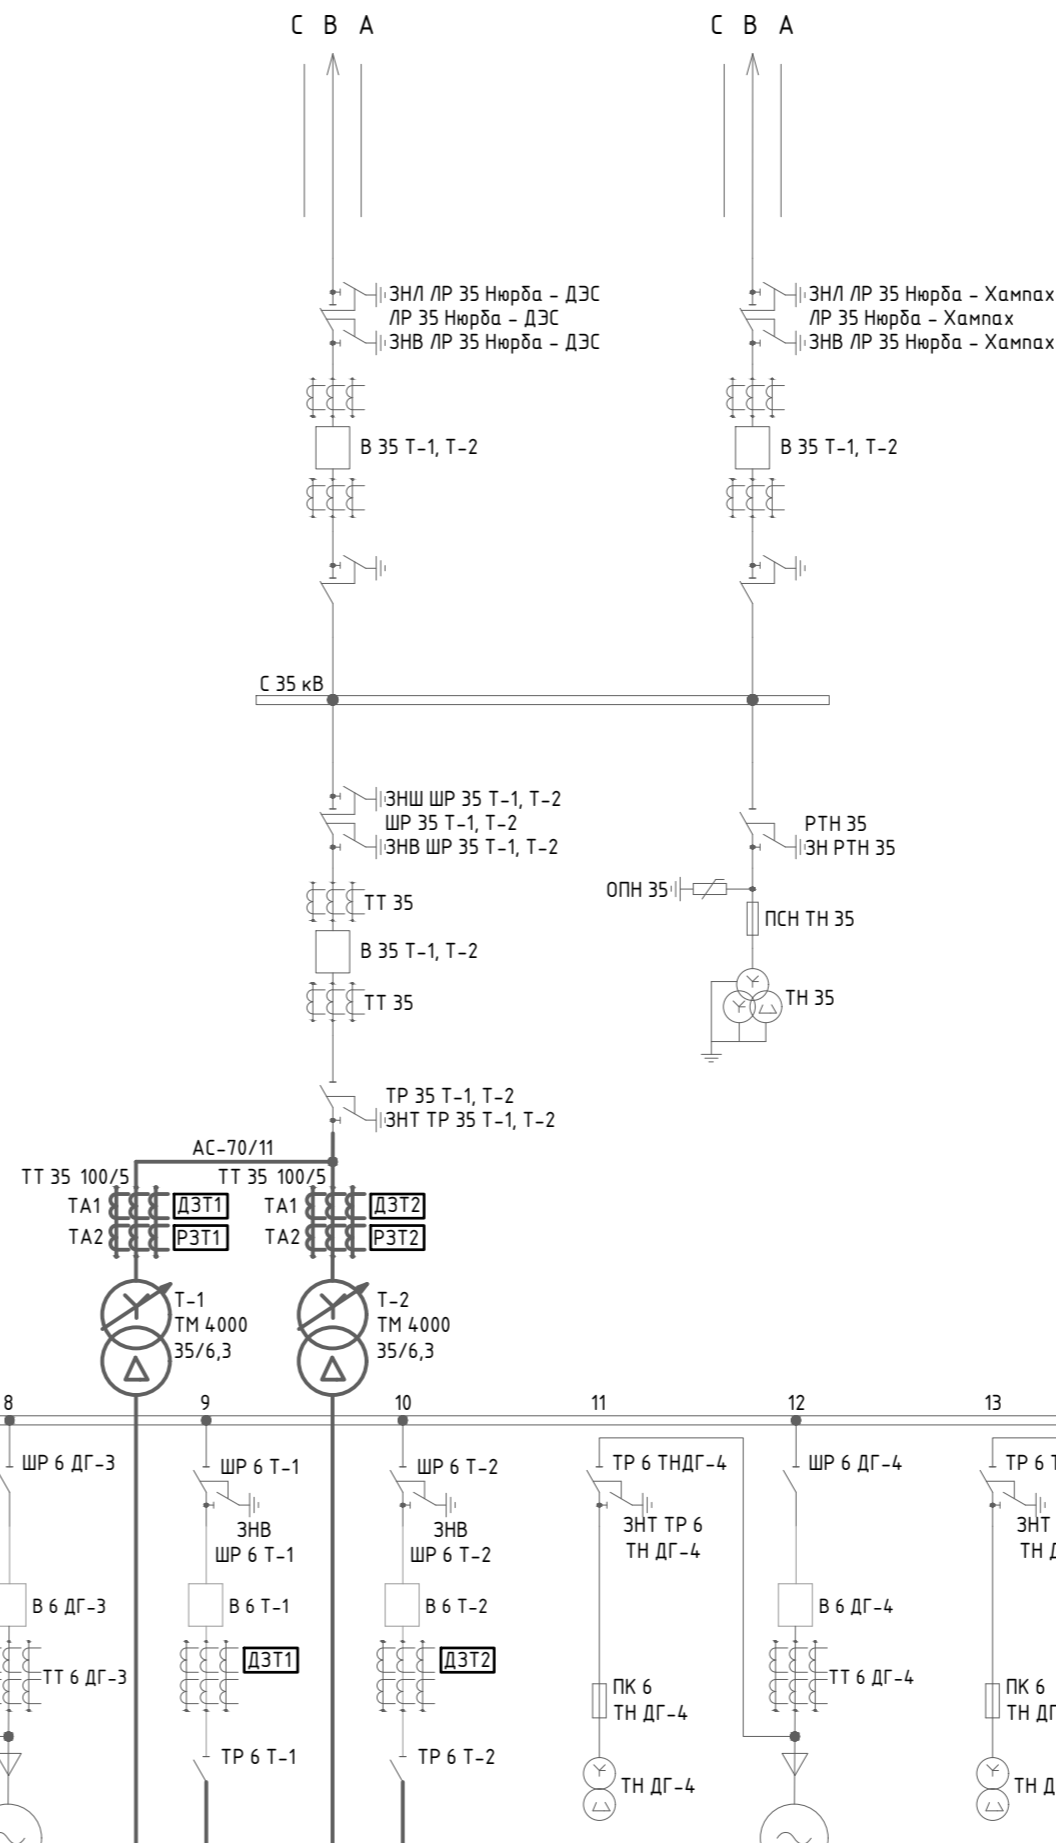 С В А
С В А
ЗНЛ ЛР 35 Нюрба - ДЭС
ЛР 35 Нюрба - ДЭС
ЗНВ ЛР 35 Нюрба - ДЭС
ЗНЛ ЛР 35 Нюрба - Хампах
ЛР 35 Нюрба - Хампах
ЗНВ ЛР 35 Нюрба - Хампах
В 35 Т-1, Т-2
В 35 Т-1, Т-2
С 35 кВ
ЗНШ ШР 35 Т-1, Т-2
ШР 35 Т-1, Т-2
ЗНВ ШР 35 Т-1, Т-2
РТН 35
ЗН РТН 35
ТТ 35
ОПН 35
ПСН ТН 35
В 35 Т-1, Т-2
ТТ 35
ТН 35
ТР 35 Т-1, Т-2
ЗНТ ТР 35 Т-1, Т-2
АС-70/11
ТТ 35 100/5
ТА1 ДЗТ1
ТА2 РЗТ1
ТТ 35 100/5
ТА1 ДЗТ2
ТА2 РЗТ2
Т-1
ТМ 4000
35/6,3
Т-2
ТМ 4000
35/6,3
8 9 10 11 12 13
ШР 6 ДГ-3
ШР 6 Т-1
ШР 6 Т-2
ТР 6 ТНДГ-4
ШР 6 ДГ-4
ТР 6
ЗНВ
ШР 6 Т-1
ЗНВ
ШР 6 Т-2
ЗНТ ТР 6
ТН ДГ-4
ЗНТ
ТН
В 6 ДГ-3
В 6 Т-1
В 6 Т-2
В 6 ДГ-4
ТТ 6 ДГ-3
ДЗТ1
ДЗТ2
ТТ 6 ДГ-4
ПК 6
ТН ДГ-4
ПК 6
ТН
ТР 6 Т-1
ТР 6 Т-2
ТН ДГ-4
ТН